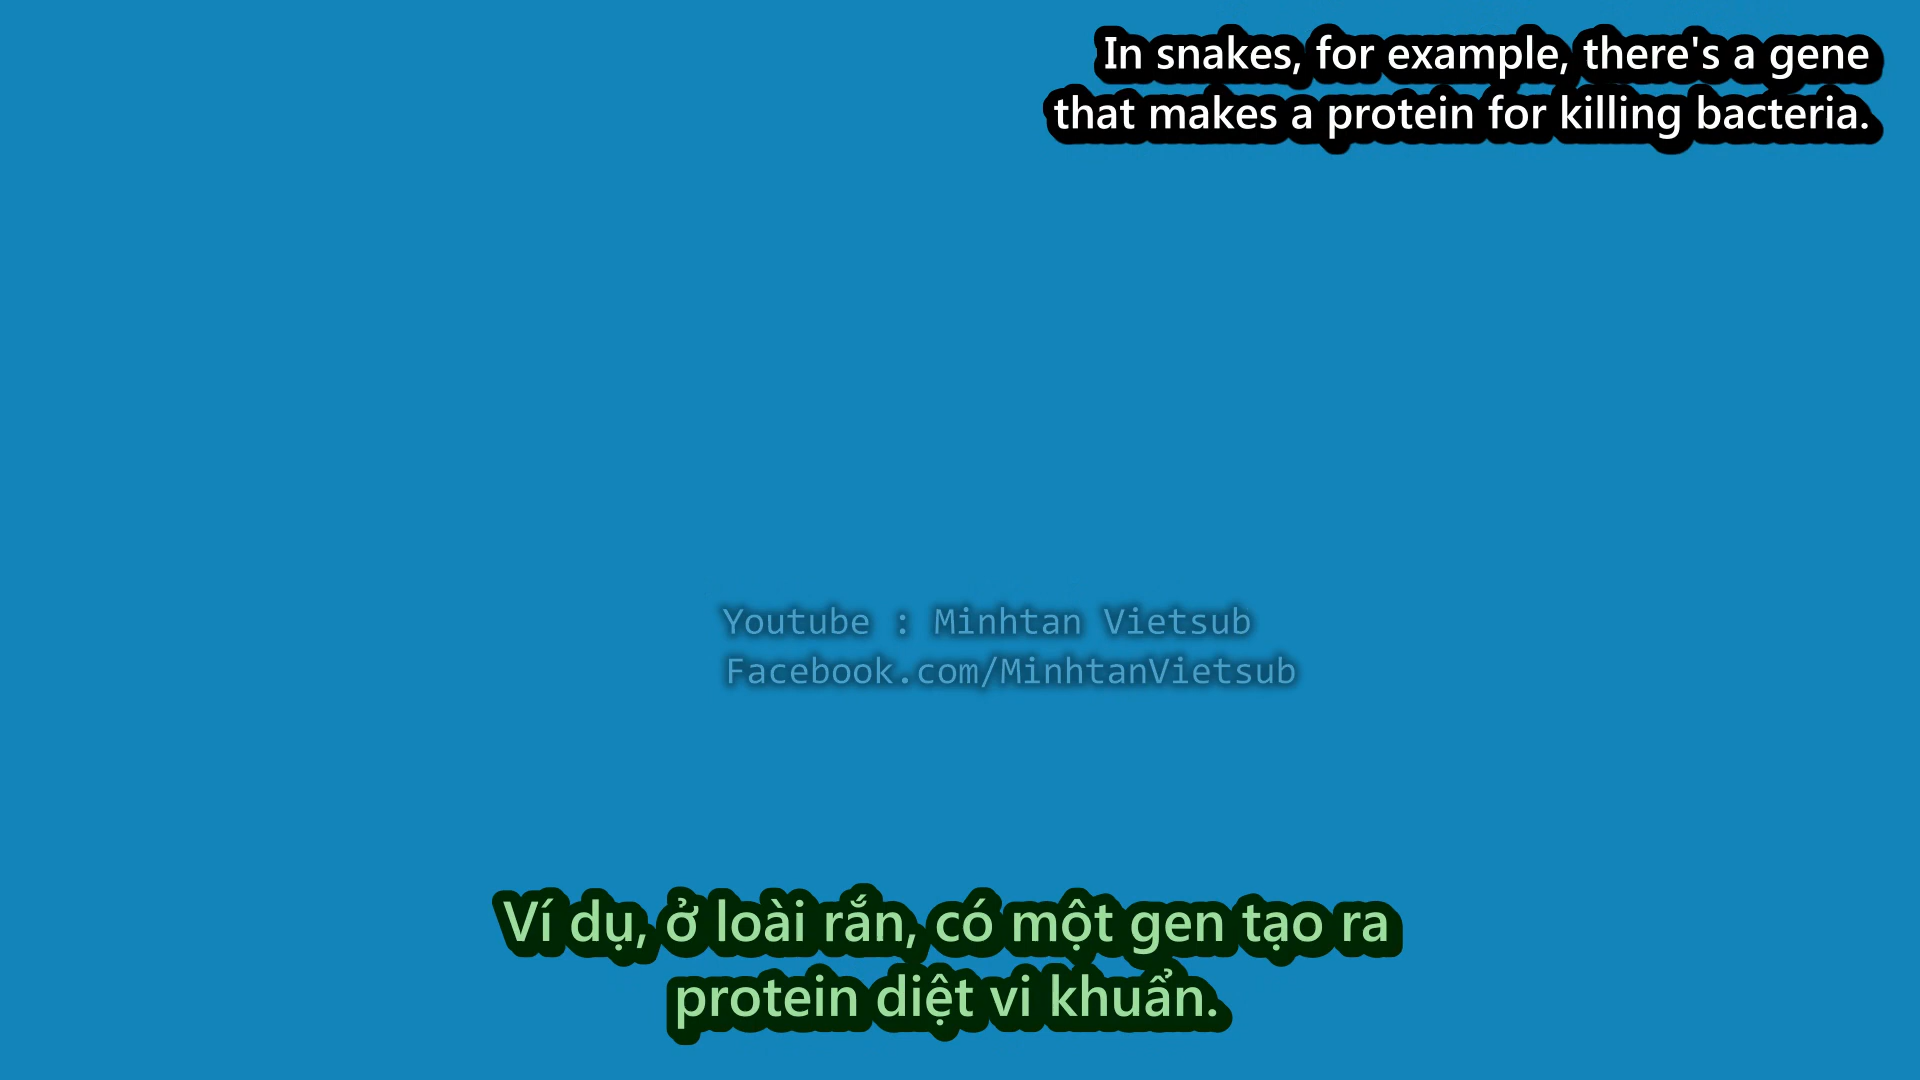 In snakes, for example, there's a gene
that makes a protein for killing bacteria.
Youtube : Minhtan Vietsub
Facebook.com/MinhtanVietsub
Ví dụ, ở loài rắn, có một gen tạo ra
protein diệt vi khuẩn.